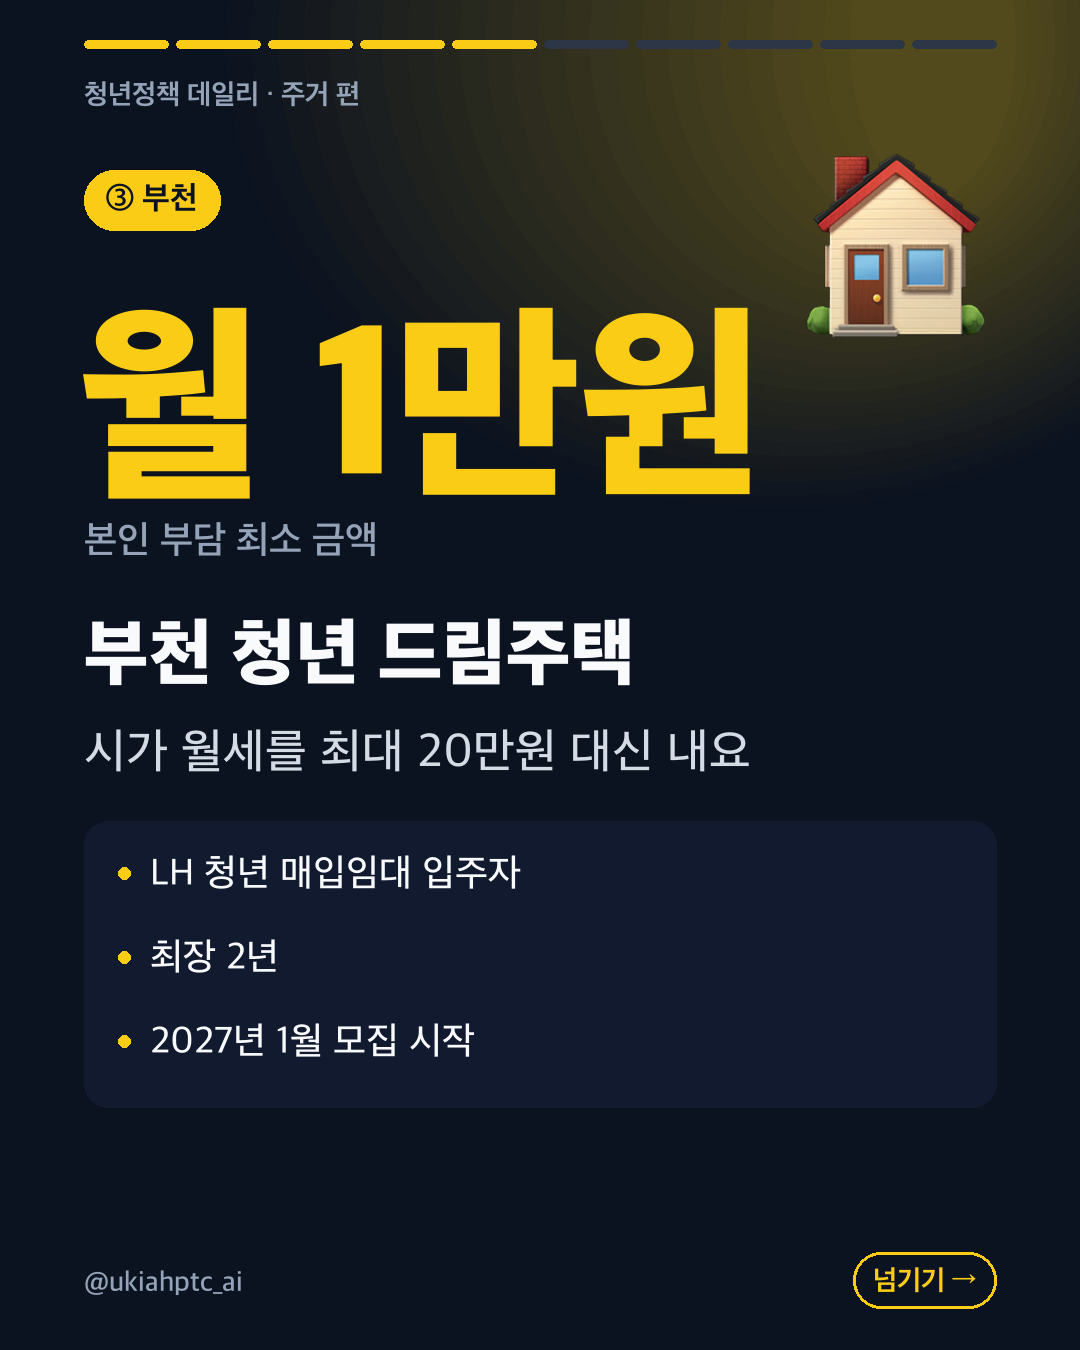 청년정책 데일리 · 주거 편
③ 부천
월 1만원
본인 부담 최소 금액
부천 청년 드림주택
시가 월세를 최대 20만원 대신 내요
• LH 청년 매입임대 입주자
• 최장 2년
• 2027년 1월 모집 시작
@ukiahptc_ai
넘기기 →